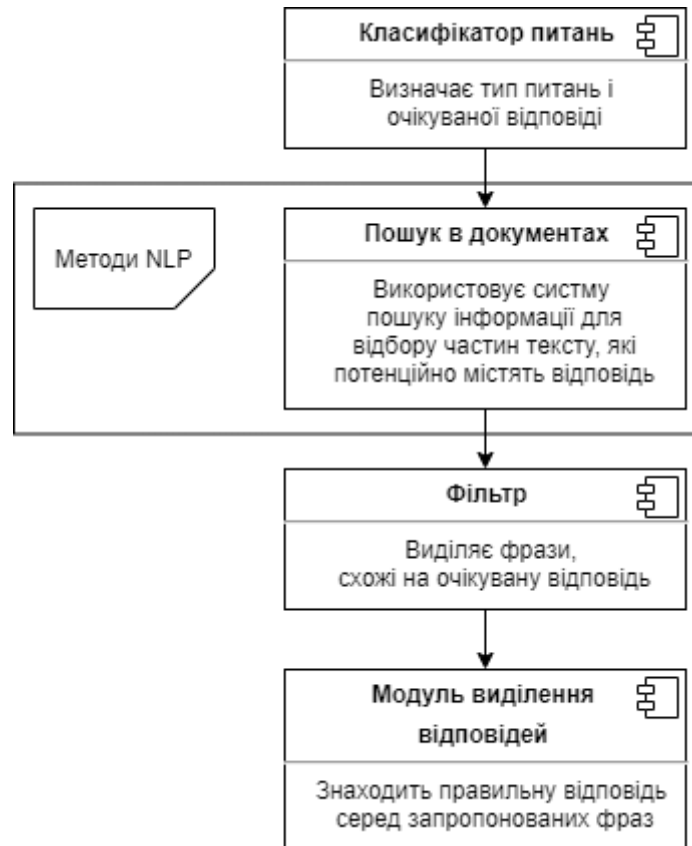 Класифікатор питань
Визначає тип питань і
очікуваної відповіді
Методи NLP
Пошук в документах
Використовує систму
пошуку інформації для
відбору частин тексту, які
потенційно містять відповідь
Фільтр
Виділяє фрази,
схожі на очікувану відповідь
Модуль виділення
відповідей
Знаходить правильну відповідь
серед запропонованих фраз